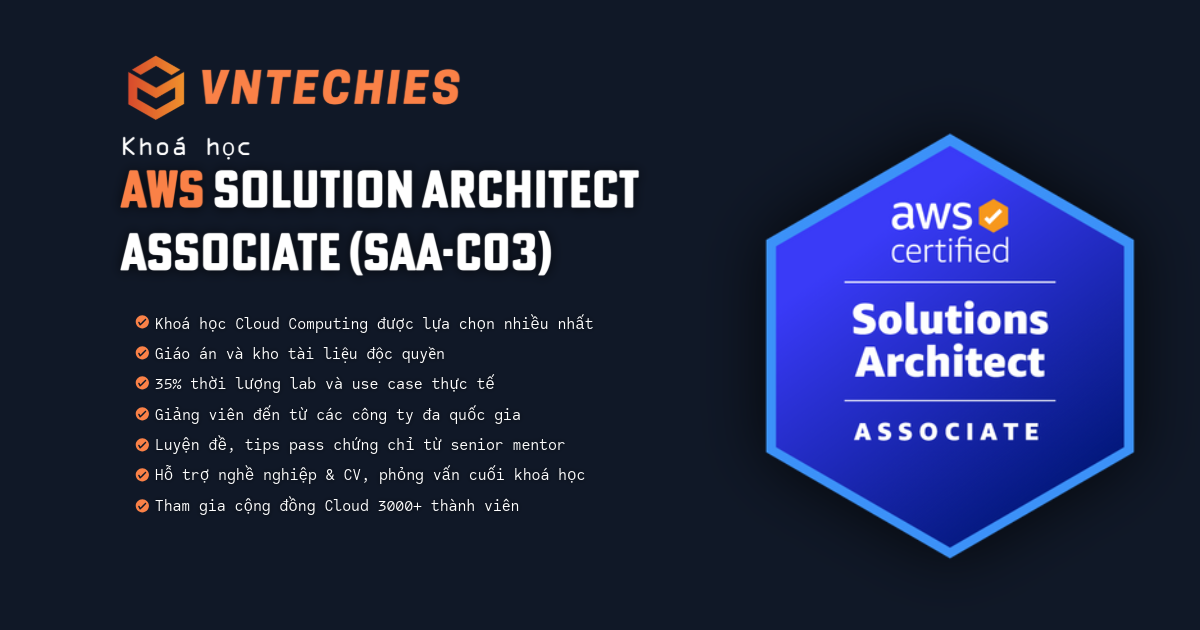 VNTECHIES
Khoá học
AWS SOLUTION ARCHITECT
ASSOCIATE (SAA-C03)
Khoá học Cloud Computing được lựa chọn nhiều nhất
Giáo án và kho tài liệu độc quyền
35% thời lượng lab và use case thực tế
Giảng viên đến từ các công ty đa quốc gia
Luyện đề, tips pass chứng chỉ từ senior mentor
Hỗ trợ nghề nghiệp & CV, phỏng vấn cuối khoá học
Tham gia cộng đồng Cloud 3000+ thành viên
aws
certified
Solutions
Architect
ASSOCIATE